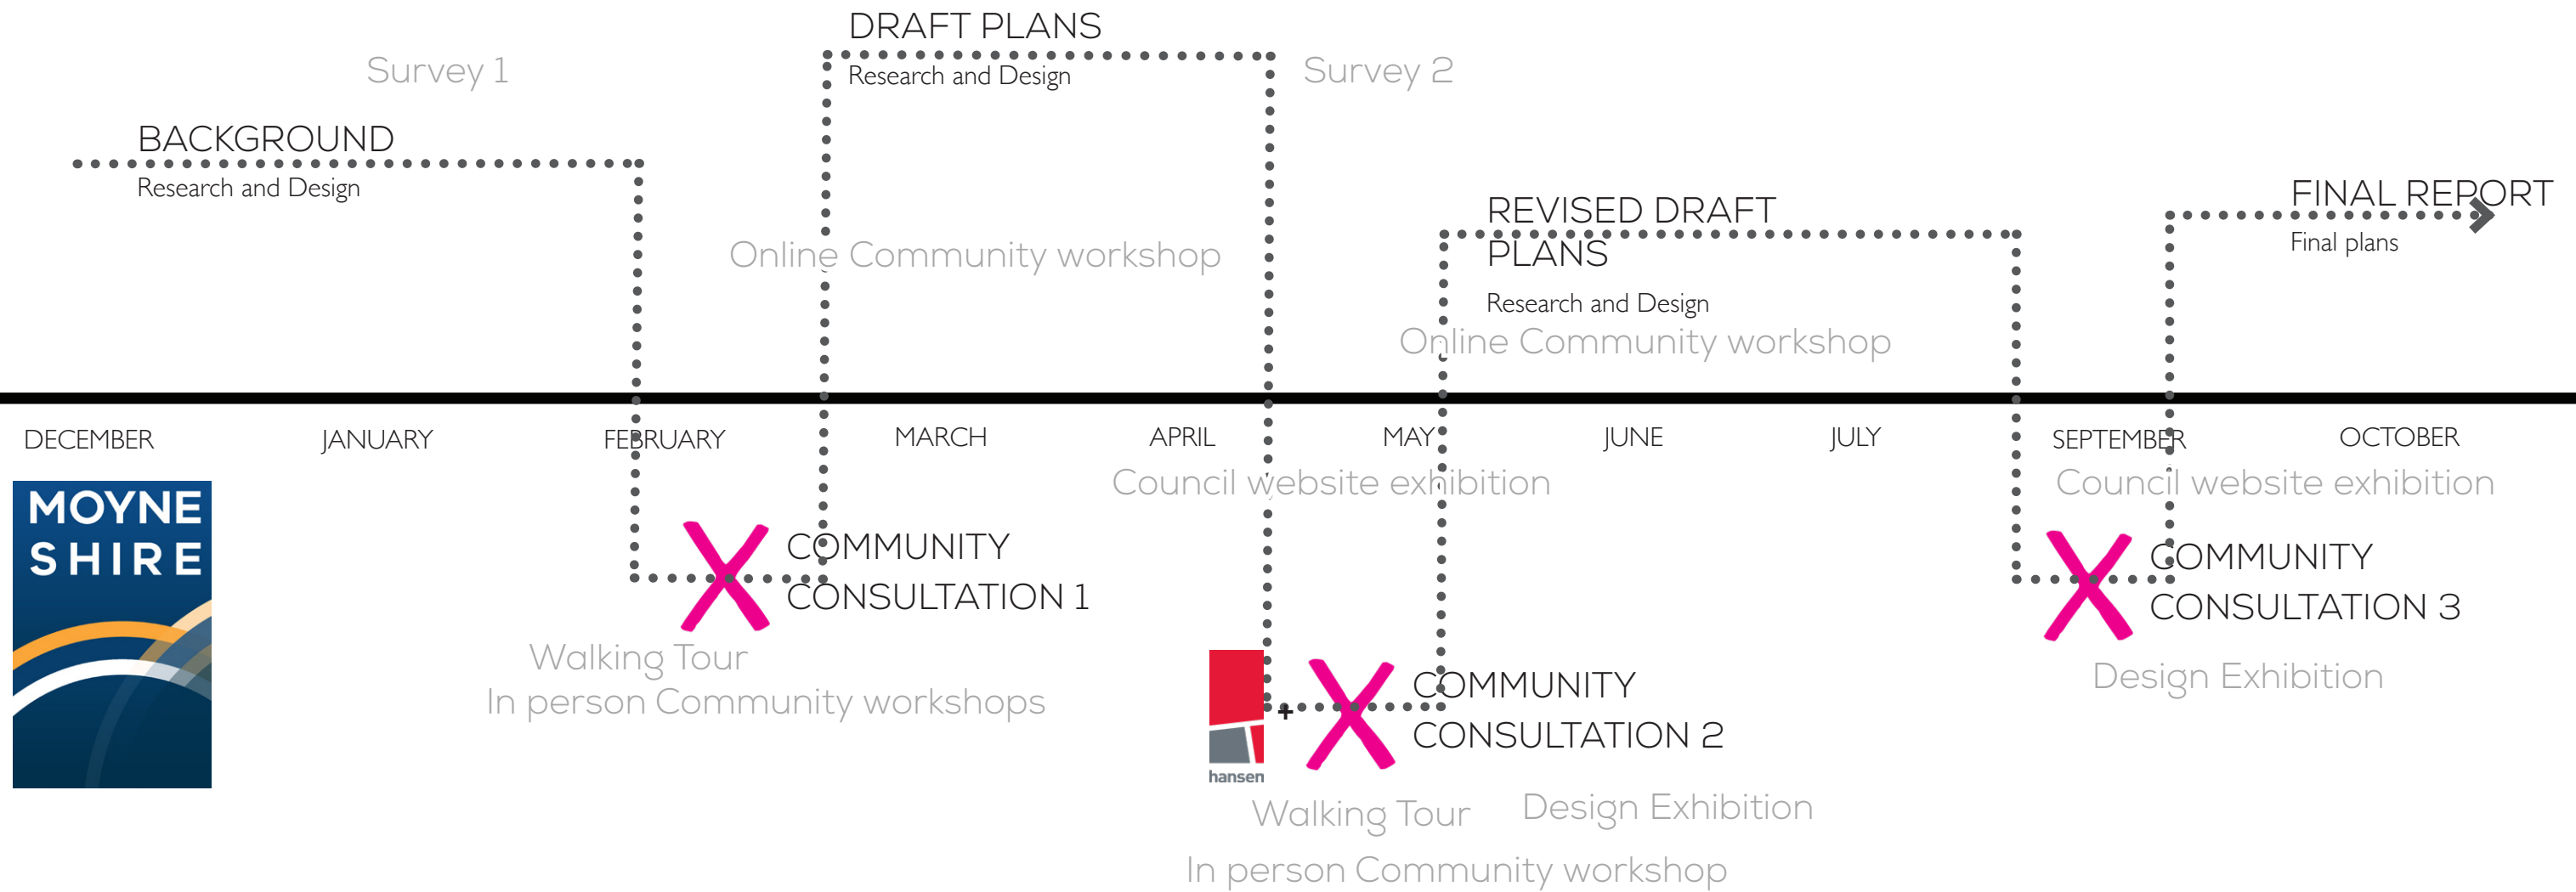 DRAFT PLANS
Research and Design
Survey 1
Survey 2
BACKGROUND
Research and Design
Online Community workshop
REVISED DRAFT
PLANS
Research and Design
Online Community workshop
FINAL REPORT
Final plans
DECEMBER
JANUARY
FEBRUARY
MARCH
APRIL
MAY
JUNE
JULY
SEPTEMBER
OCTOBER
Council website exhibition
Council website exhibition
MOYNE
SHIRE
COMMUNITY
CONSULTATION 1
Walking Tour
In person Community workshops
hansen
+
COMMUNITY
CONSULTATION 2
Walking Tour
Design Exhibition
In person Community workshop
COMMUNITY
CONSULTATION 3
Design Exhibition